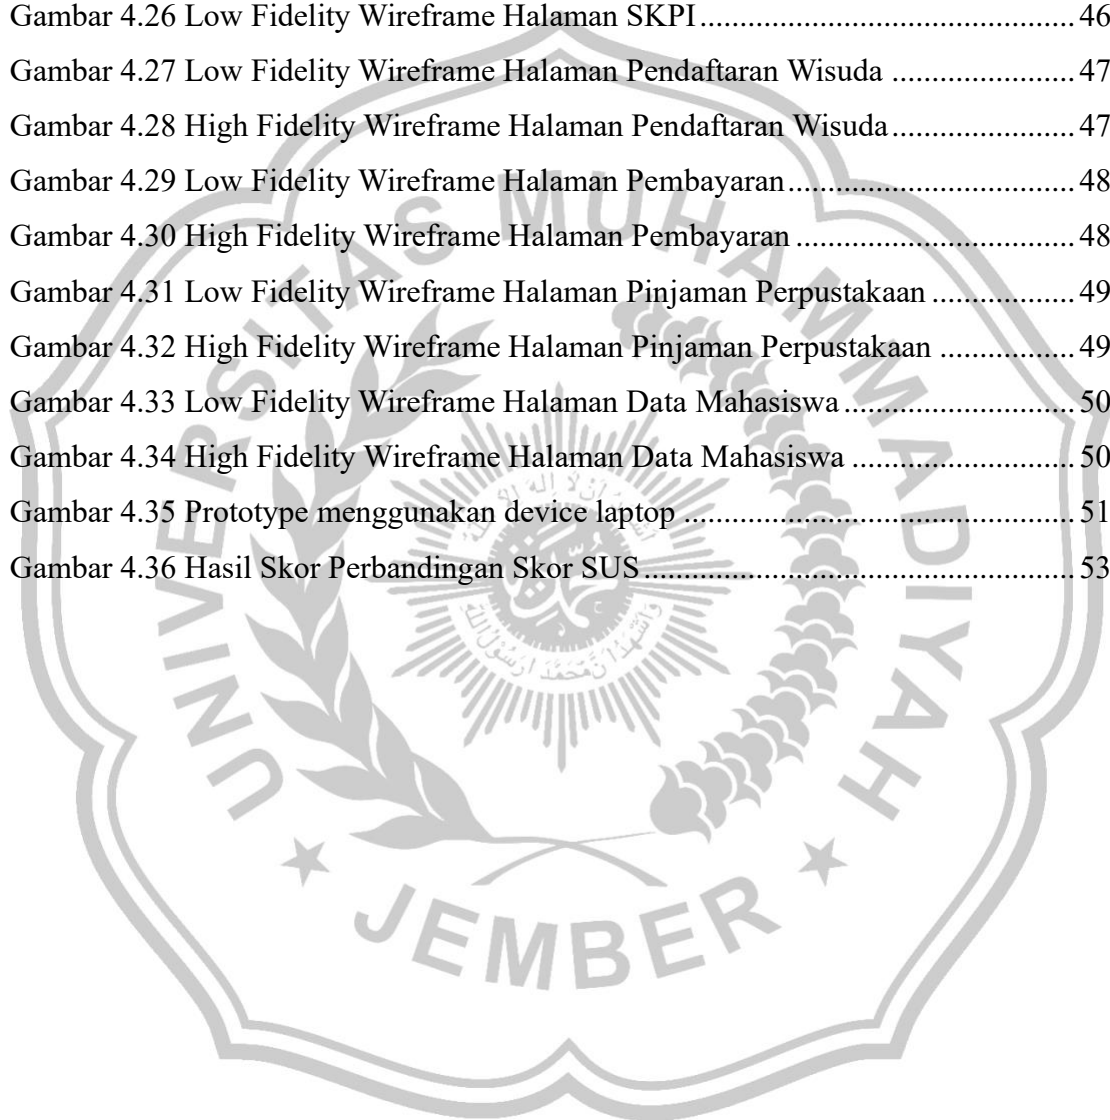 Gambar 4.26 Low Fidelity Wireframe Halaman SKPI................................................ 46
Gambar 4.27 Low Fidelity Wireframe Halaman Pendaftaran Wisuda ....................... 47
Gambar 4.28 High Fidelity Wireframe Halaman Pendaftaran Wisuda....................... 47
Gambar 4.29 Low Fidelity Wireframe Halaman Pembayaran.................................... 48
Gambar 4.30 High Fidelity Wireframe Halaman Pembayaran ................................... 48
Gambar 4.31 Low Fidelity Wireframe Halaman Pinjaman Perpustakaan .................. 49
Gambar 4.32 High Fidelity Wireframe Halaman Pinjaman Perpustakaan ................. 49
Gambar 4.33 Low Fidelity Wireframe Halaman Data Mahasiswa............................. 50
Gambar 4.34 High Fidelity Wireframe Halaman Data Mahasiswa ............................ 50
Gambar 4.35 Prototype menggunakan device laptop ................................................. 51
Gambar 4.36 Hasil Skor Perbandingan Skor SUS...................................................... 53
UNIVERSITAS MUHAMMADIYAH
JEMBER